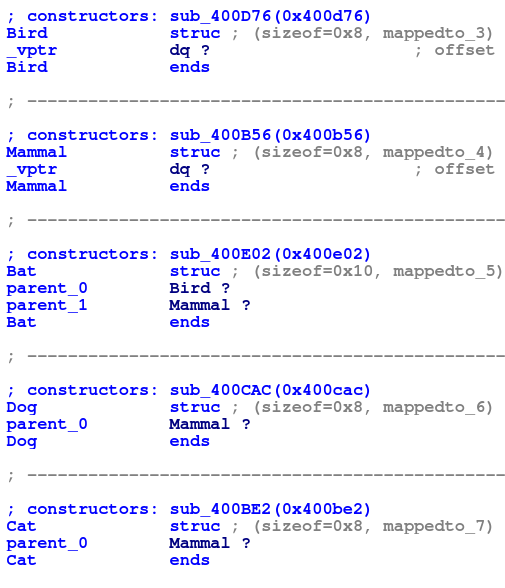 ; constructors: sub_400D76(0x400d76)
Bird            struc ; (sizeof=0x8, mappedto_3)
_vptr           dq ?                    ; offset
Bird            ends

; -----------------------------------------------

; constructors: sub_400B56(0x400b56)
Mammal          struc ; (sizeof=0x8, mappedto_4)
_vptr           dq ?                    ; offset
Mammal          ends

; -----------------------------------------------

; constructors: sub_400E02(0x400e02)
Bat             struc ; (sizeof=0x10, mappedto_5)
parent_0        Bird ?
parent_1        Mammal ?
Bat             ends

; -----------------------------------------------

; constructors: sub_400CAC(0x400cac)
Dog             struc ; (sizeof=0x8, mappedto_6)
parent_0        Mammal ?
Dog             ends

; -----------------------------------------------

; constructors: sub_400BE2(0x400be2)
Cat             struc ; (sizeof=0x8, mappedto_7)
parent_0        Mammal ?
Cat             ends